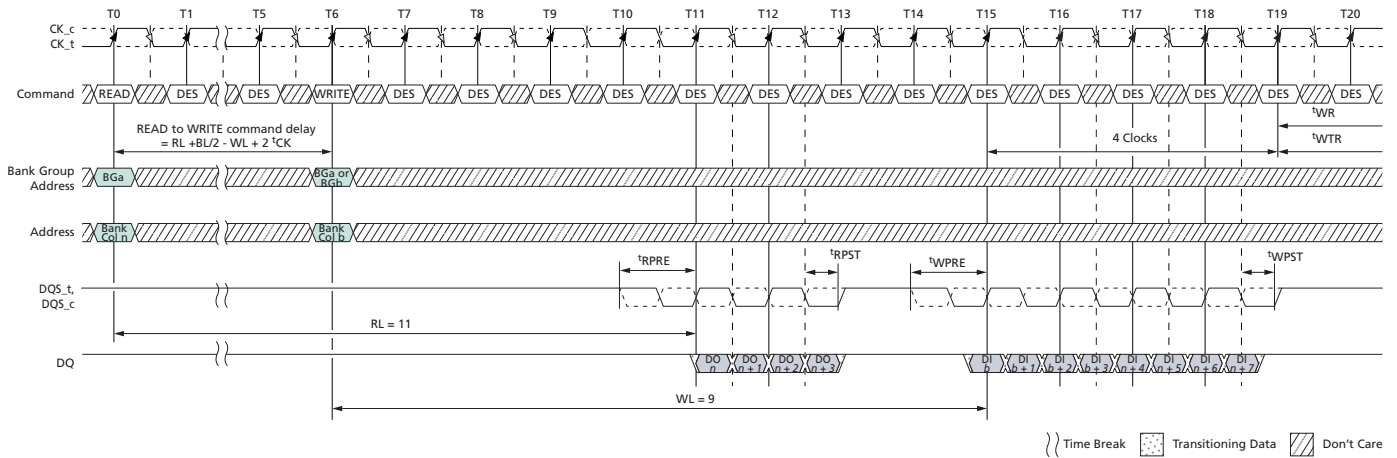 T0 T1 T5 T6 T7 T8 T9 T10 T11 T12 T13 T14 T15 T16 T17 T18 T19 T20
CK_c
CK_t
Command READ DES DES WRITE DES DES DES DES DES DES DES DES DES DES DES DES DES DES
tWR
READ to WRITE command delay
= RL +BL/2 - WL + 2 tCK
4 Clocks
tWTR
Bank Group
Address
BGa
BGa or
BGb
Address
Bank
Col n
Bank
Col b
tRPRE
tRPST
tWPRE
tWPST
DQS_t,
DQS_c
RL = 11
DQ
DO
n
DO
n + 1
DO
n + 2
DO
n + 3
DI
b
DI
b + 1
DI
b + 2
DI
b + 3
DI
n + 4
DI
n + 5
DI
n + 6
DI
n + 7
WL = 9
Time Break Transitioning Data Don't Care